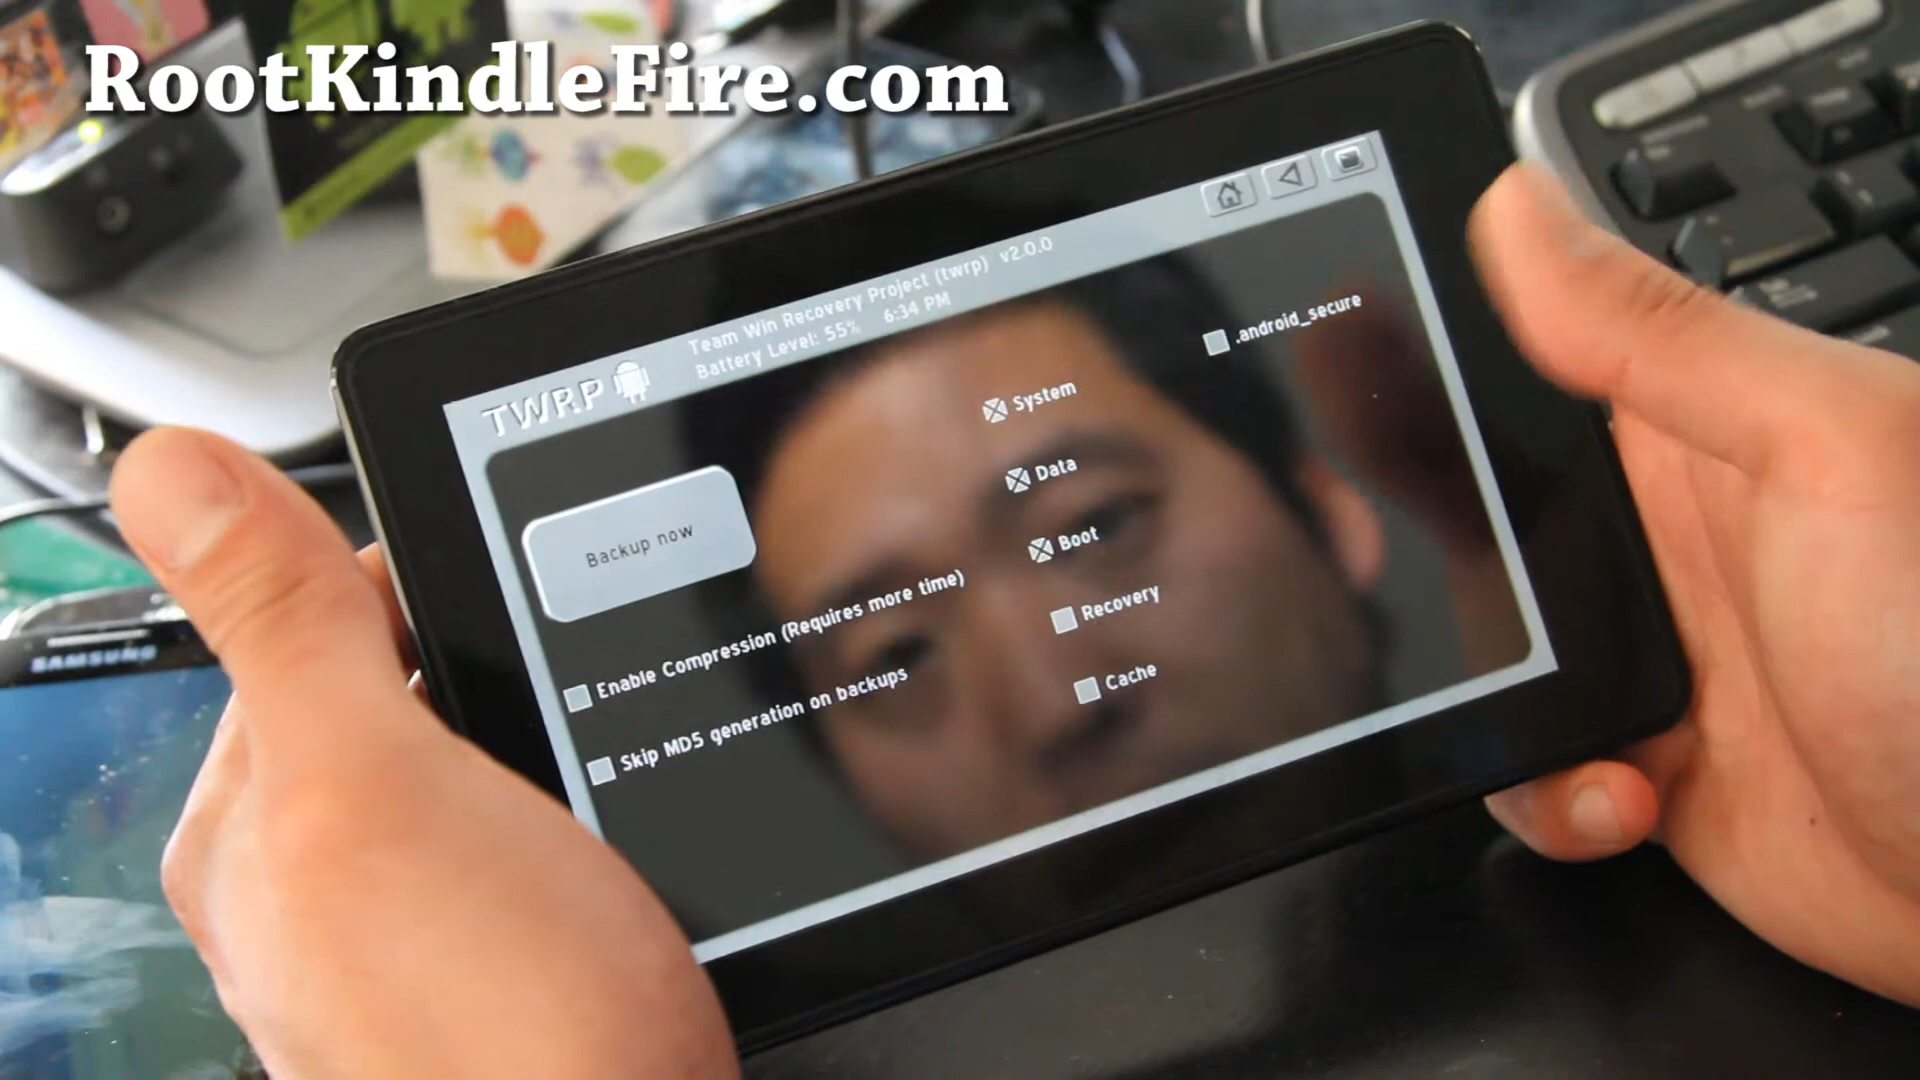 RootKindleFire.com
TWRP
Team Win Recovery Project (twrp) v2.0.0
Battery Level: 55% 6:34 PM
Backup now
Enable Compression (Requires more time)
Skip MD5 generation on backups
System
Data
Boot
Recovery
Cache
.android_secure
SAMSUNG